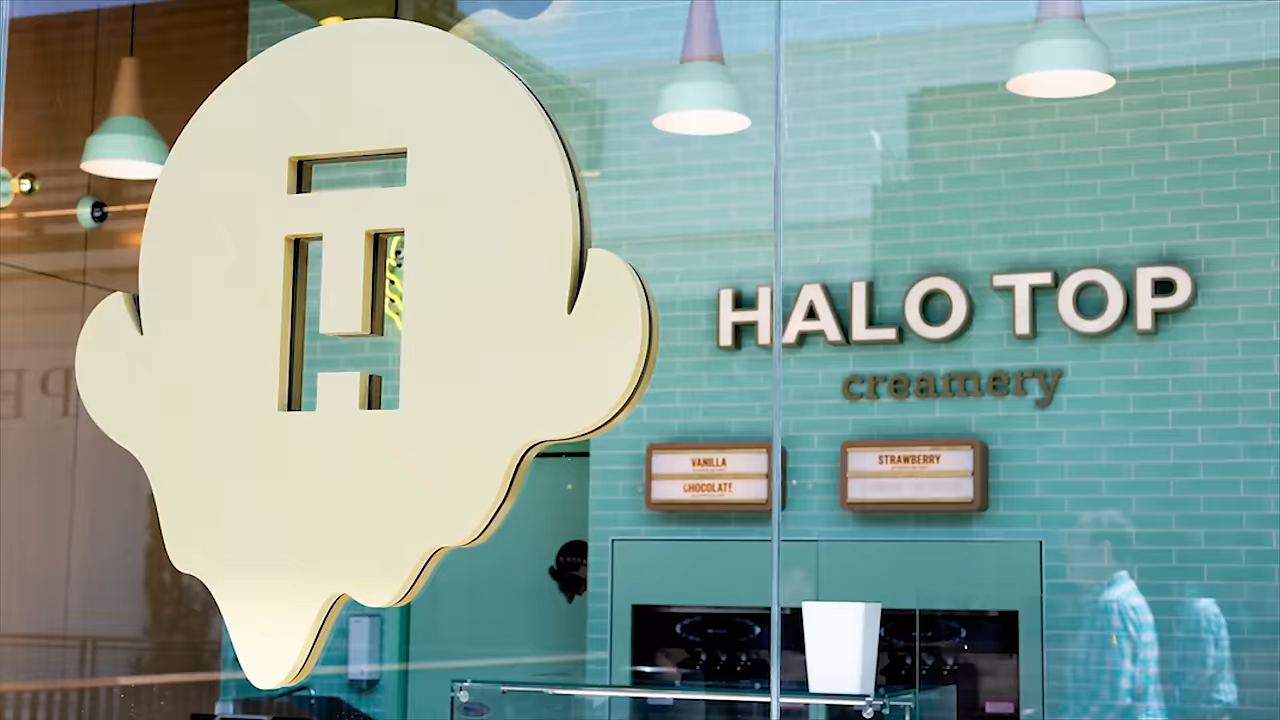 H
HALO TOP
creamery
VANILLA
CHOCOLATE
STRAWBERRY